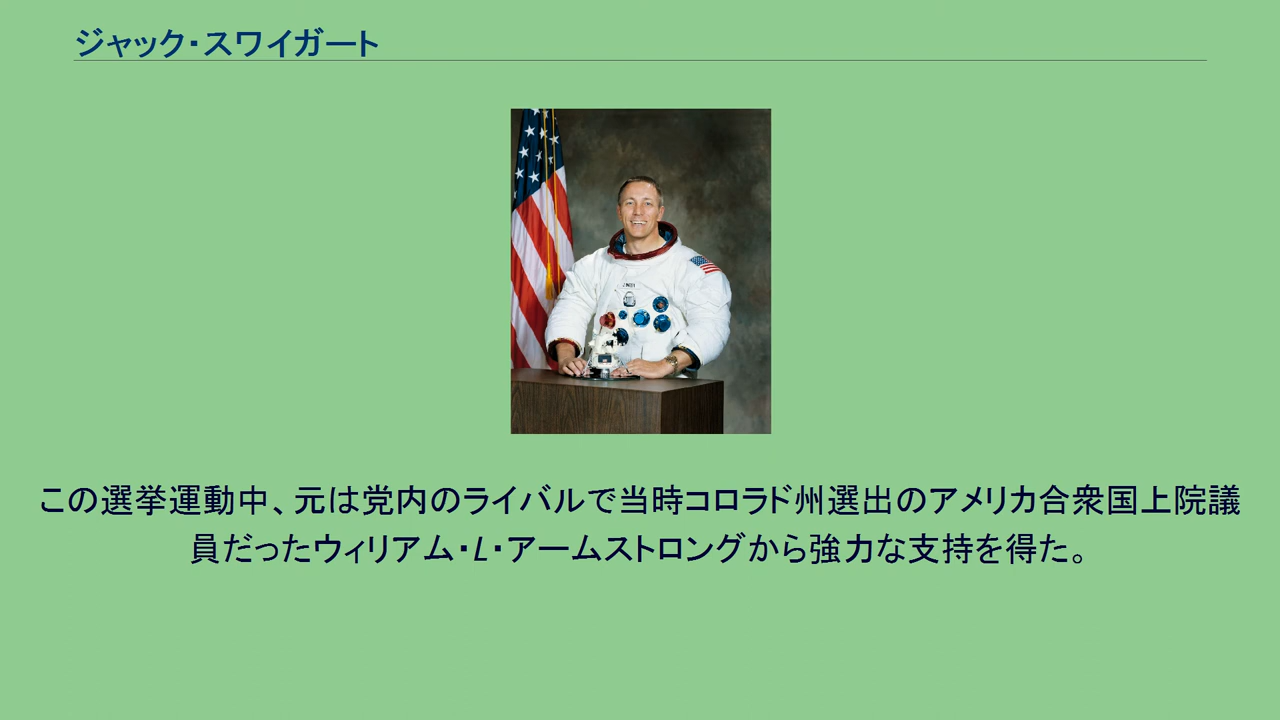 ジャック・スワイガート
この選挙運動中、元は党内のライバルで当時コロラド州選出のアメリカ合衆国上院議
員だったウィリアム・L・アームストロングから強力な支持を得た。